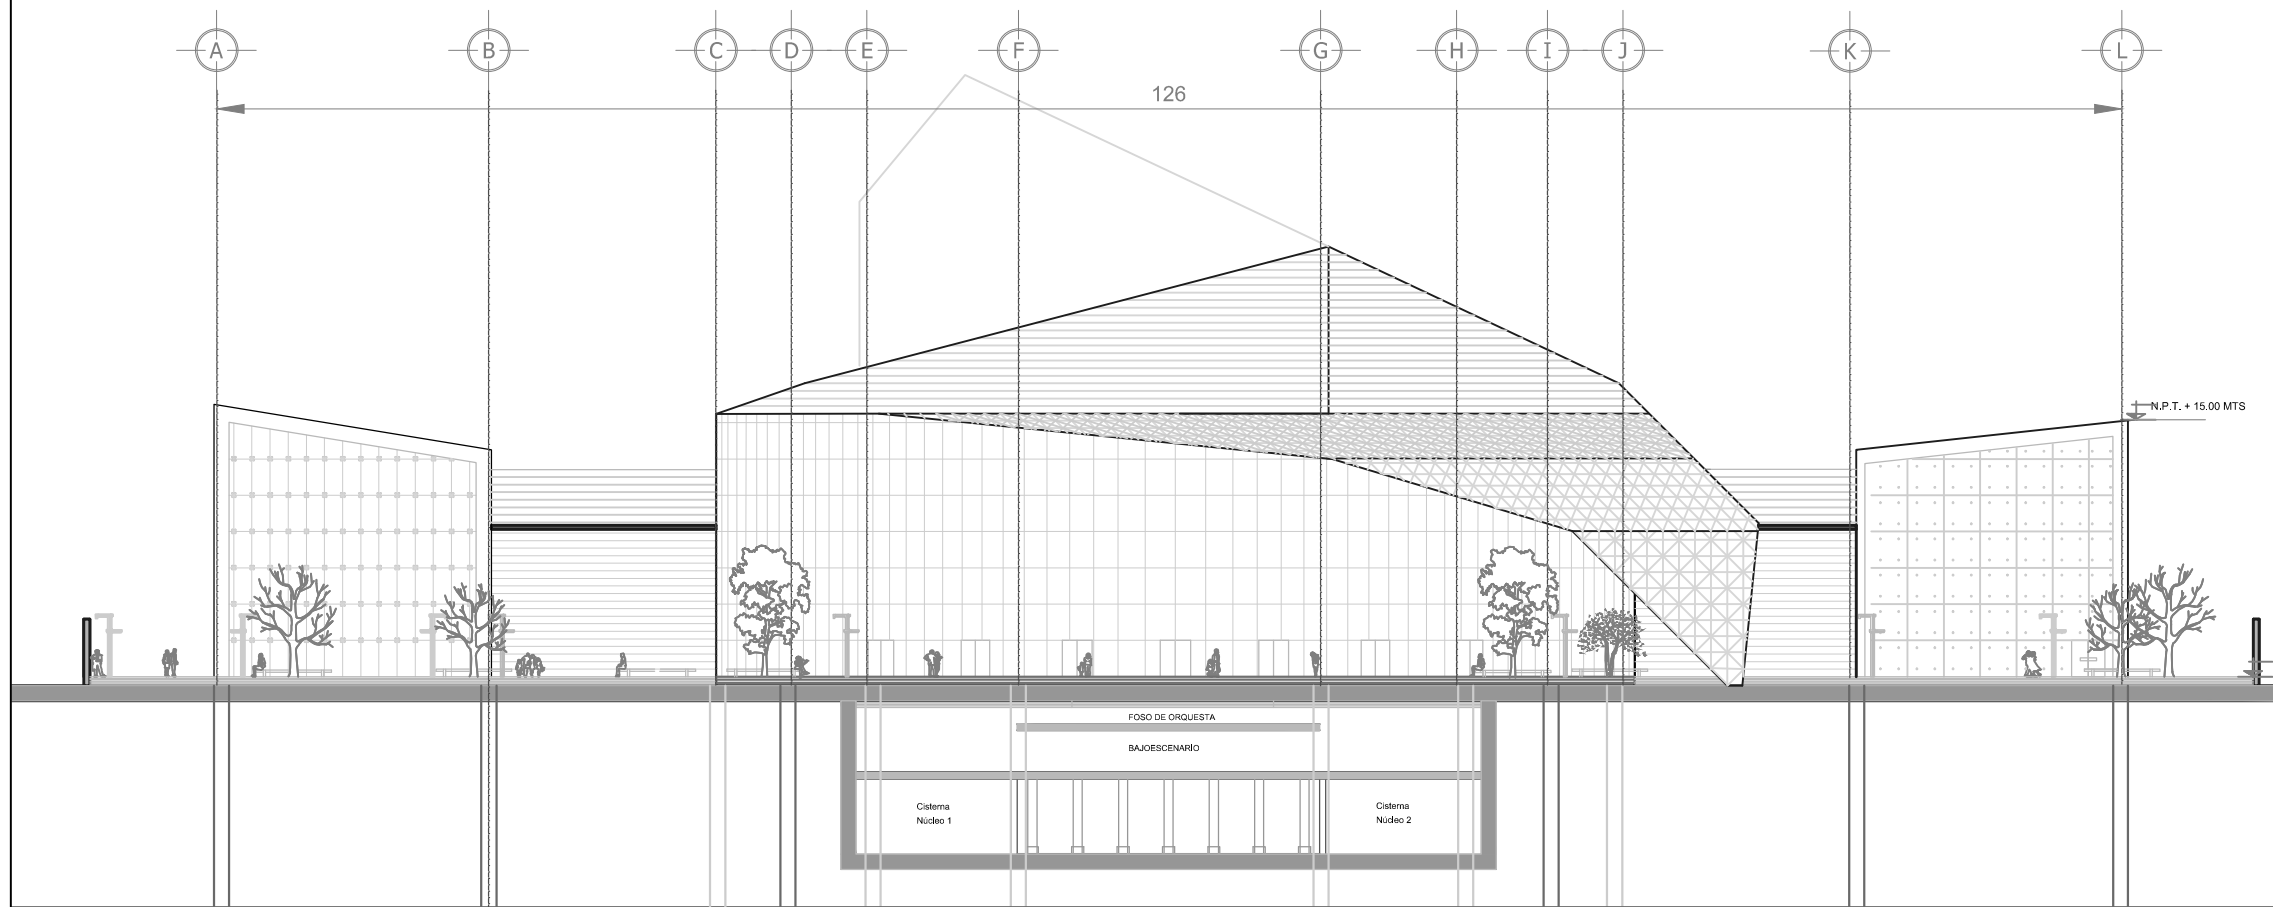 A B C D E F G H I J K L
126
N.P.T. + 15.00 MTS
FOSO DE ORQUESTA
BAJOESCENARIO
Cisterna
Núcleo 1
Cisterna
Núcleo 2